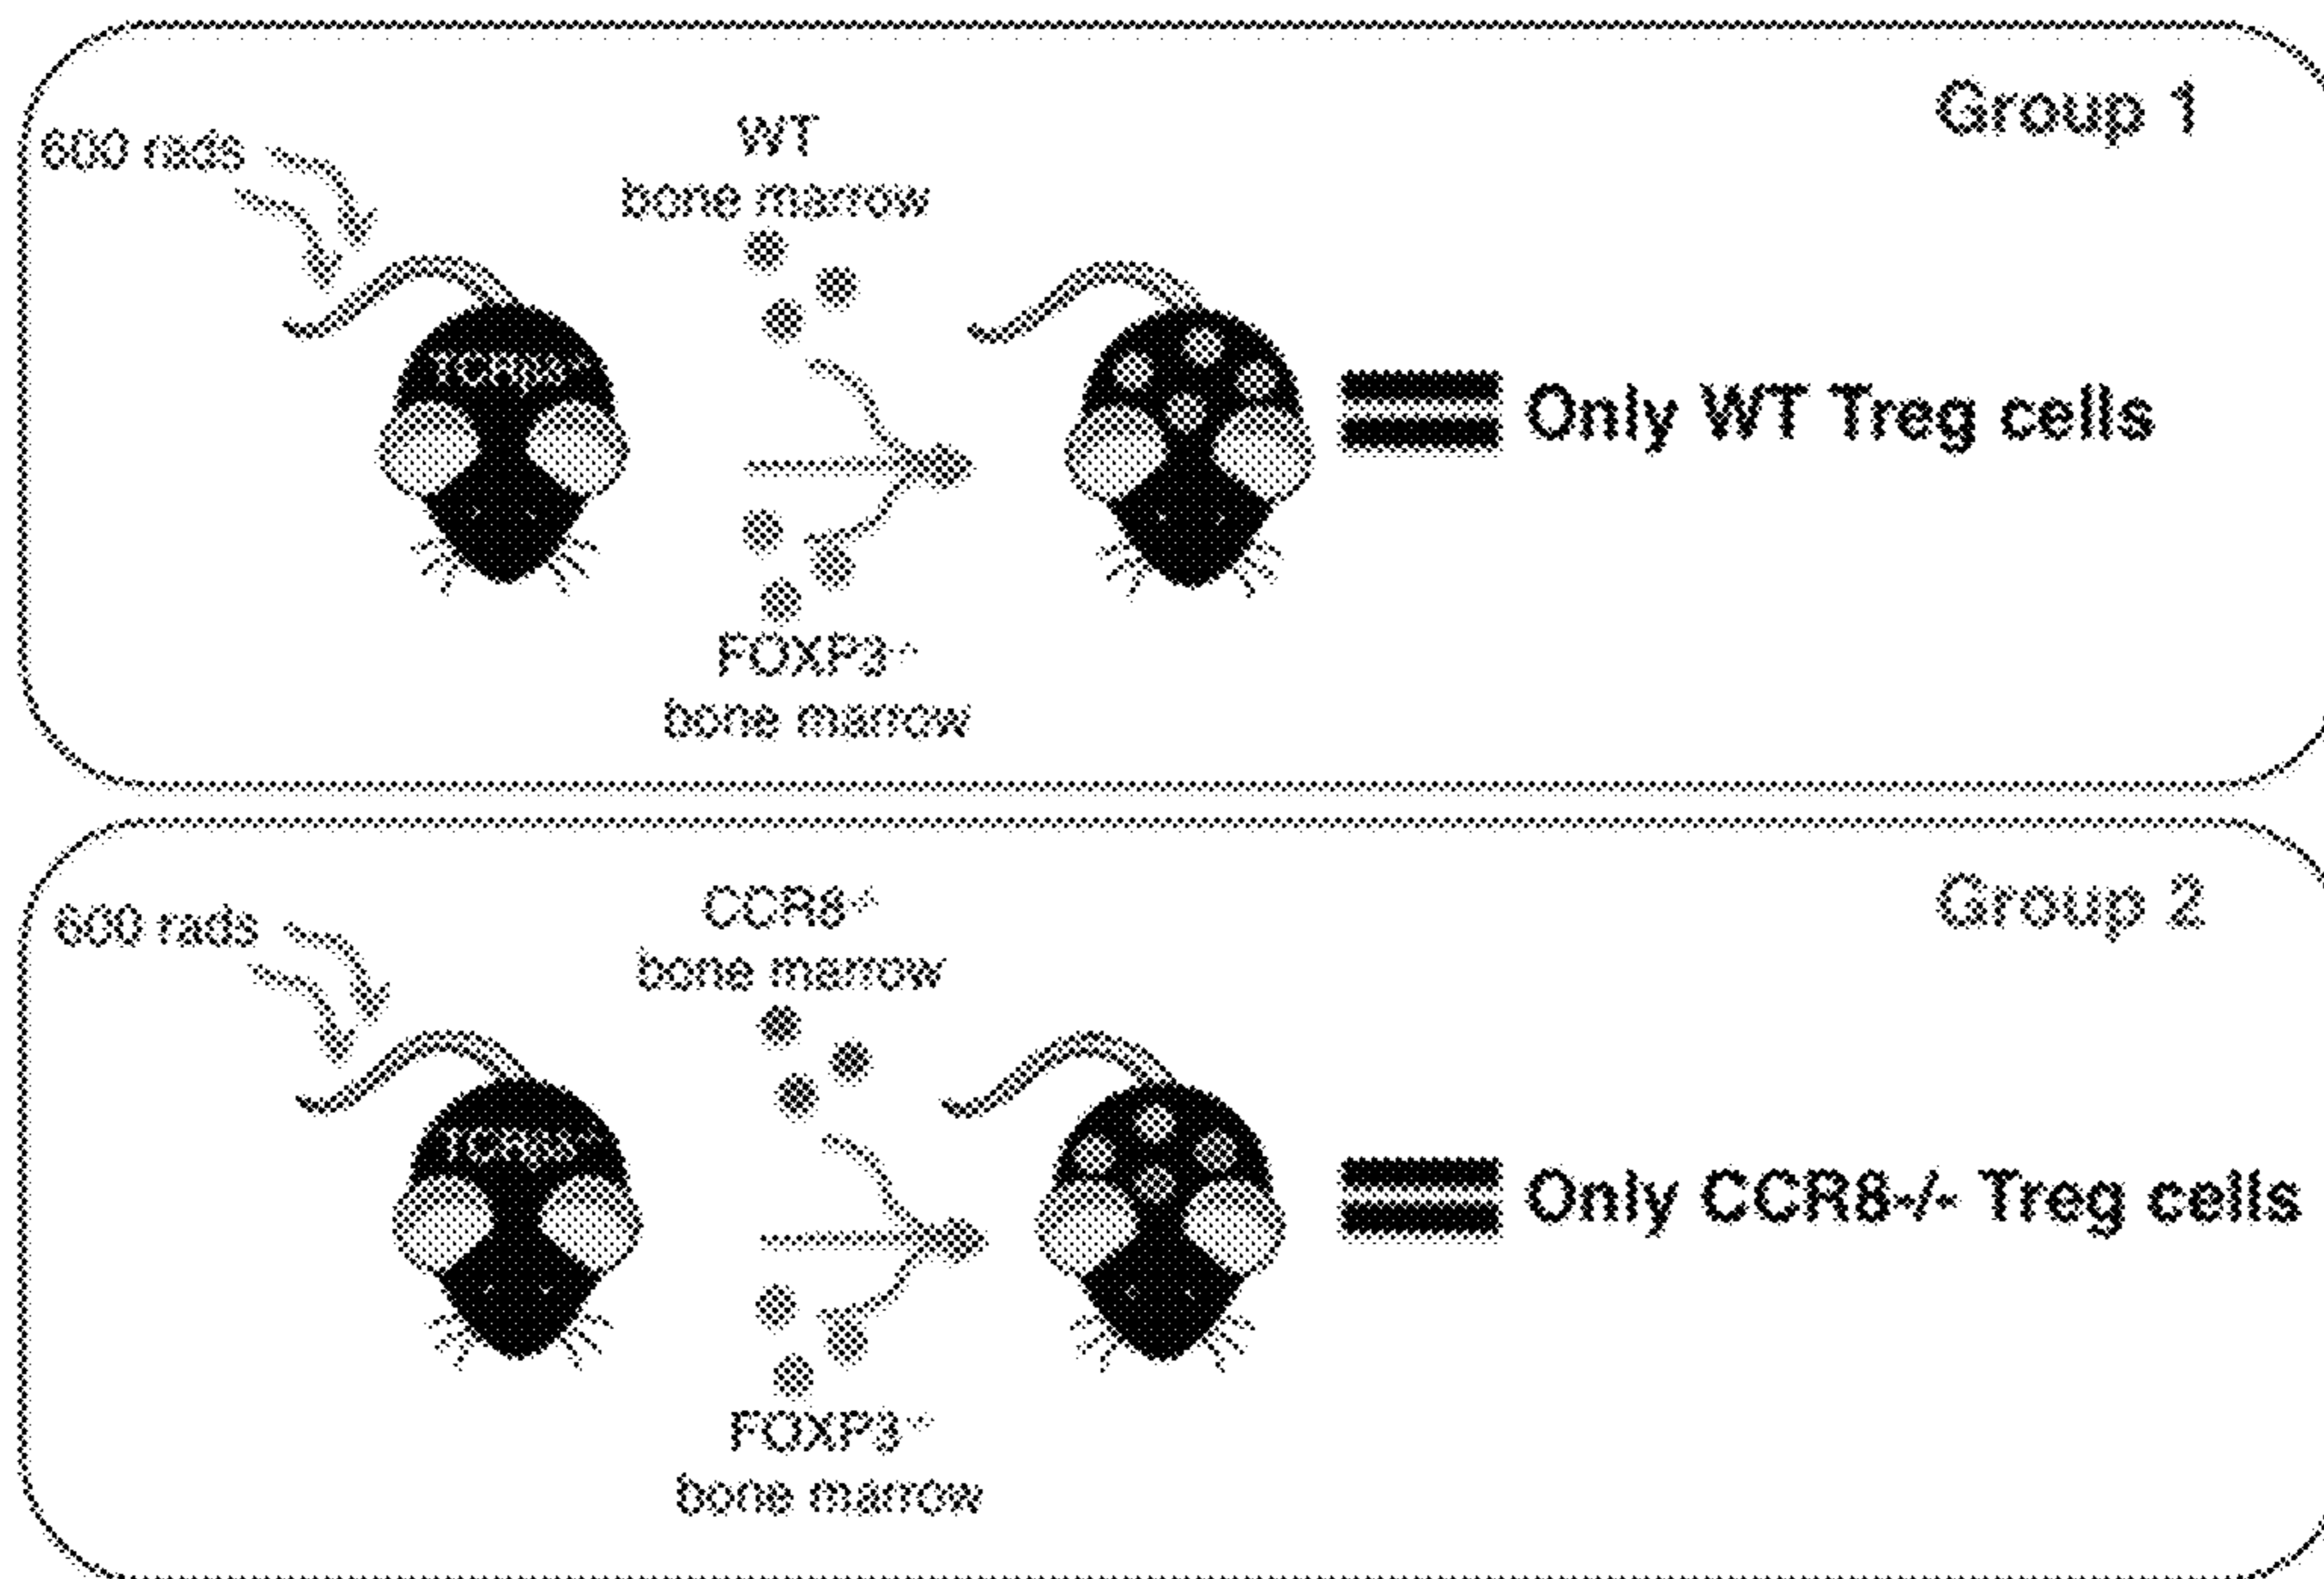 Group 1
600 rads
WT
bone marrow
Only WT Treg cells
FOXP3-/-
bone marrow
Group 2
600 rads
CCR8-/-
bone marrow
Only CCR8-/- Treg cells
FOXP3-/-
bone marrow